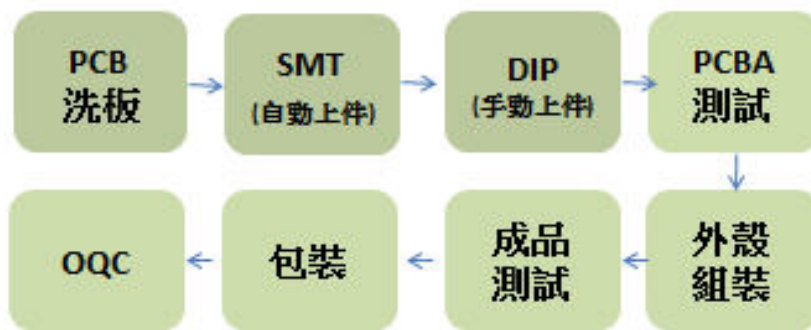 PCB
洗板
SMT
(自動上件)
DIP
(手動上件)
PCBA
測試
外殼
組裝
成品
測試
包裝
OQC